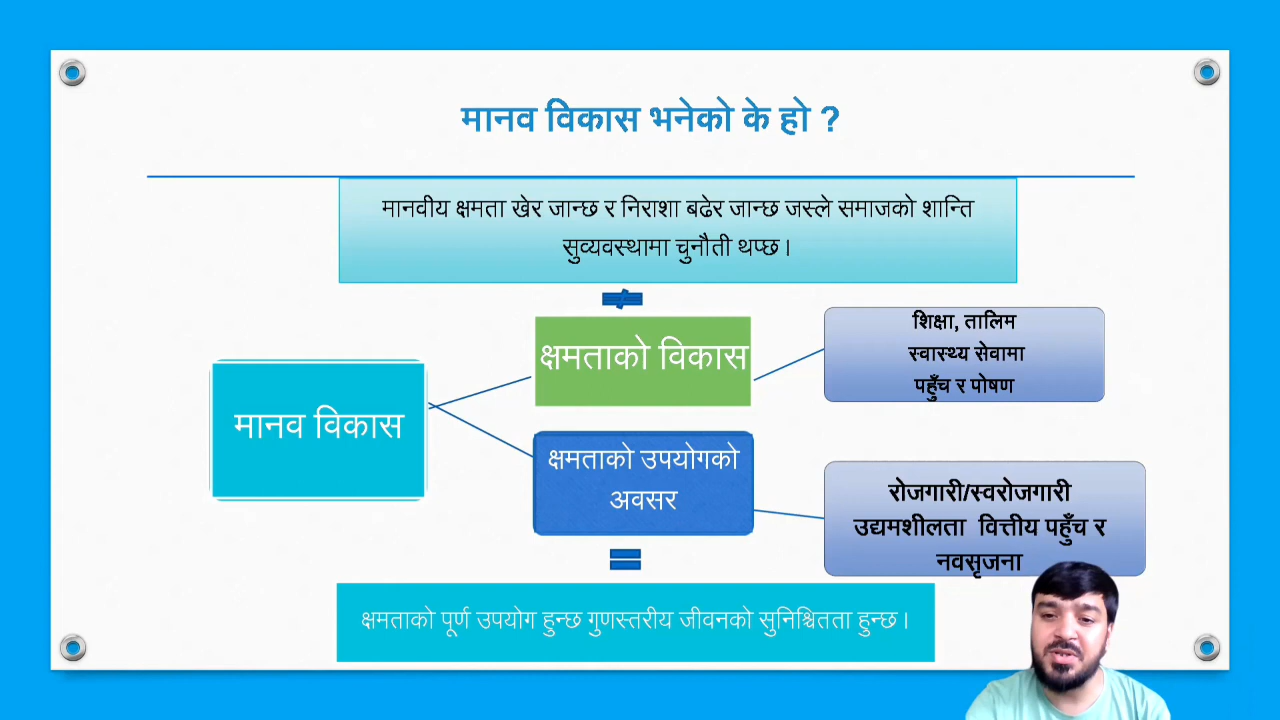 मानव विकास भनेको के हो ?
मानवीय क्षमता खेर जान्छ र निराशा बढेर जान्छ जस्ले समाजको शान्ति
सुव्यवस्थामा चुनौती थप्छ ।
≠
क्षमताको विकास
शिक्षा, तालिम
स्वास्थ्य सेवामा
पहुँच र पोषण
मानव विकास
क्षमताको उपयोगको
अवसर
रोजगारी/स्वरोजगारी
उद्यमशीलता वित्तीय पहुँच र
नवसृजना
=
क्षमताको पूर्ण उपयोग हुन्छ गुणस्तरीय जीवनको सुनिश्चितता हुन्छ ।